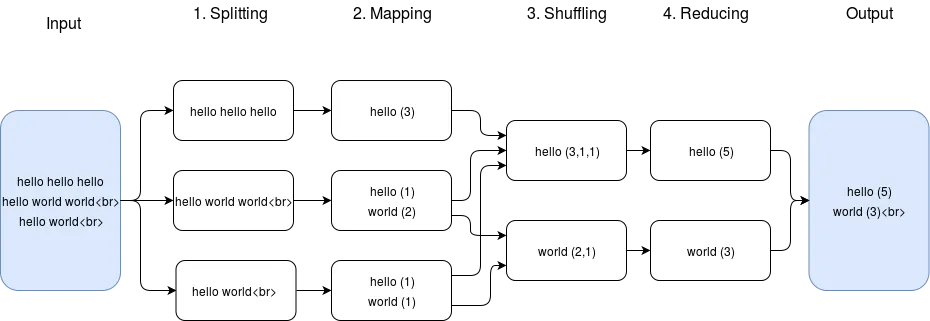 Input
1. Splitting
2. Mapping
3. Shuffling
4. Reducing
Output
hello hello hello
hello world world<br>
hello world<br>
hello hello hello
hello world world<br>
hello world<br>
hello (3)
hello (1)
world (2)
hello (1)
world (1)
hello (3,1,1)
world (2,1)
hello (5)
world (3)
hello (5)
world (3)<br>